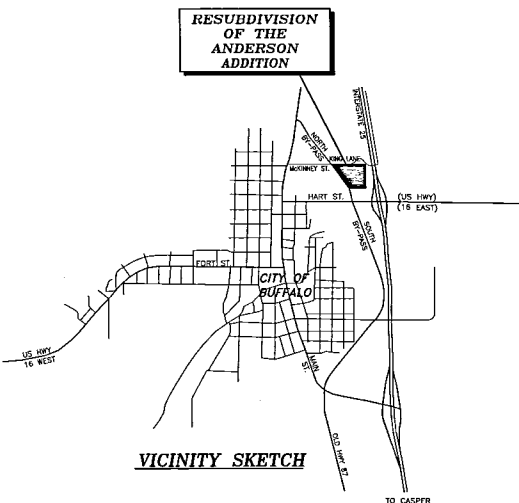 RESUBDIVISION
OF THE
ANDERSON
ADDITION
INTERSTATE 25
NORTH
BY-PASS
KING LANE
McKINNEY ST.
HART ST.
(US HWY)
(16 EAST)
SOUTH
BY-PASS
FORT ST.
CITY OF
BUFFALO
US HWY
16 WEST
MAIN
ST.
OLD HWY 87
VICINITY SKETCH
TO CASPER